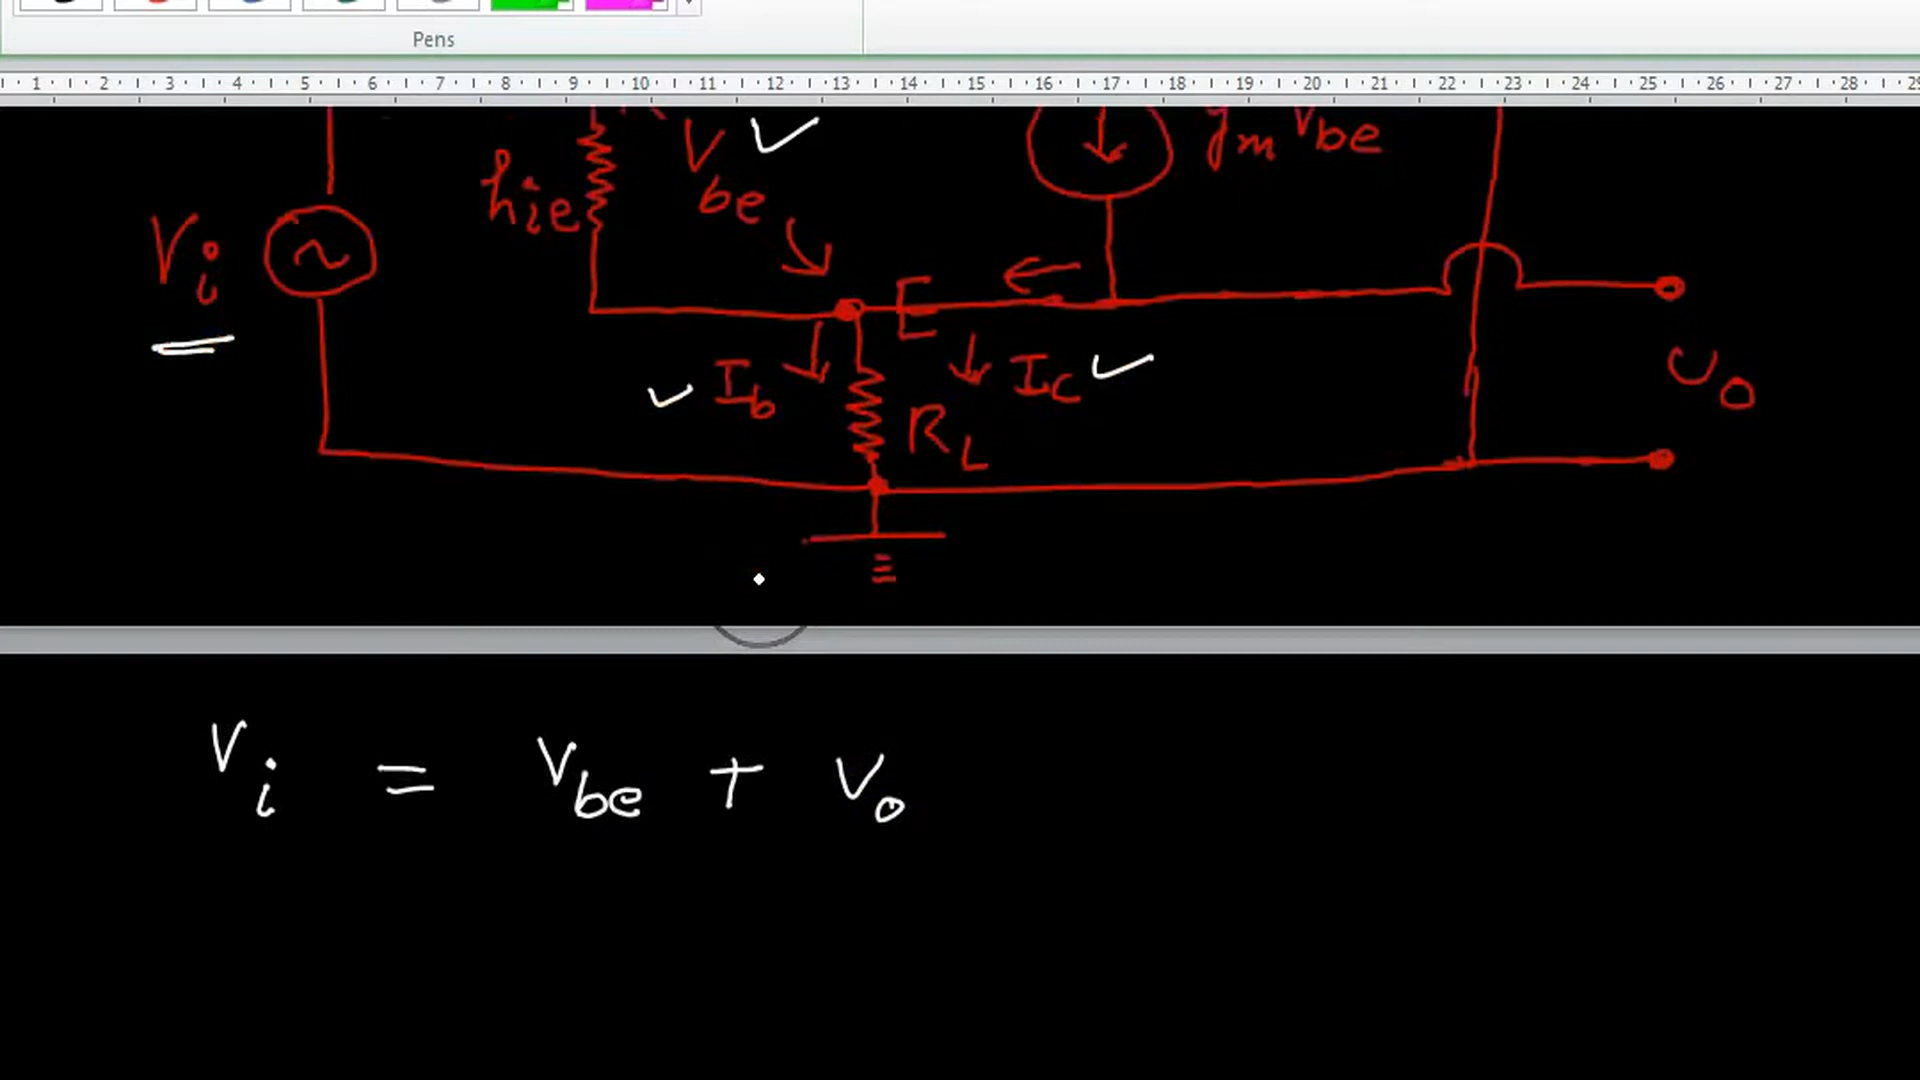 Pens
1 2 3 4 5 6 7 8 9 10 11 12 13 14 15 16 17 18 19 20 21 22 23 24 25 26 27 28 29
V be
gm Vbe
hie
Vi
E
Ib
Ic
RL
Vo
Vi = Vbe + Vo